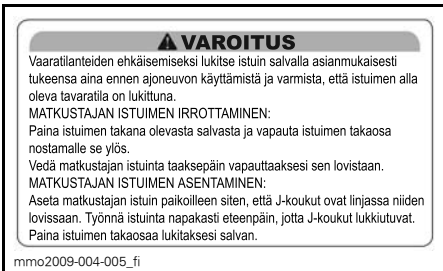 VAROITUS
Vaaratilanteiden ehkäisemiseksi lukitse istuin salvalla asianmukaisesti
tukeensa aina ennen ajoneuvon käyttämistä ja varmista, että istuimen alla
oleva tavaratila on lukittuna.
MATKUSTAJAN ISTUIMEN IRROTTAMINEN:
Paina istuimen takana olevasta salvasta ja vapauta istuimen takaosa
nostamalle se ylös.
Vedä matkustajan istuinta taaksepäin vapauttaaksesi sen lovistaan.
MATKUSTAJAN ISTUIMEN ASENTAMINEN:
Aseta matkustajan istuin paikoilleen siten, että J-koukut ovat linjassa niiden
lovissaan. Työnnä istuinta napakasti eteenpäin, jotta J-koukut lukkiutuvat.
Paina istuimen takaosaa lukitaksesi salvan.
mmo2009-004-005_fi